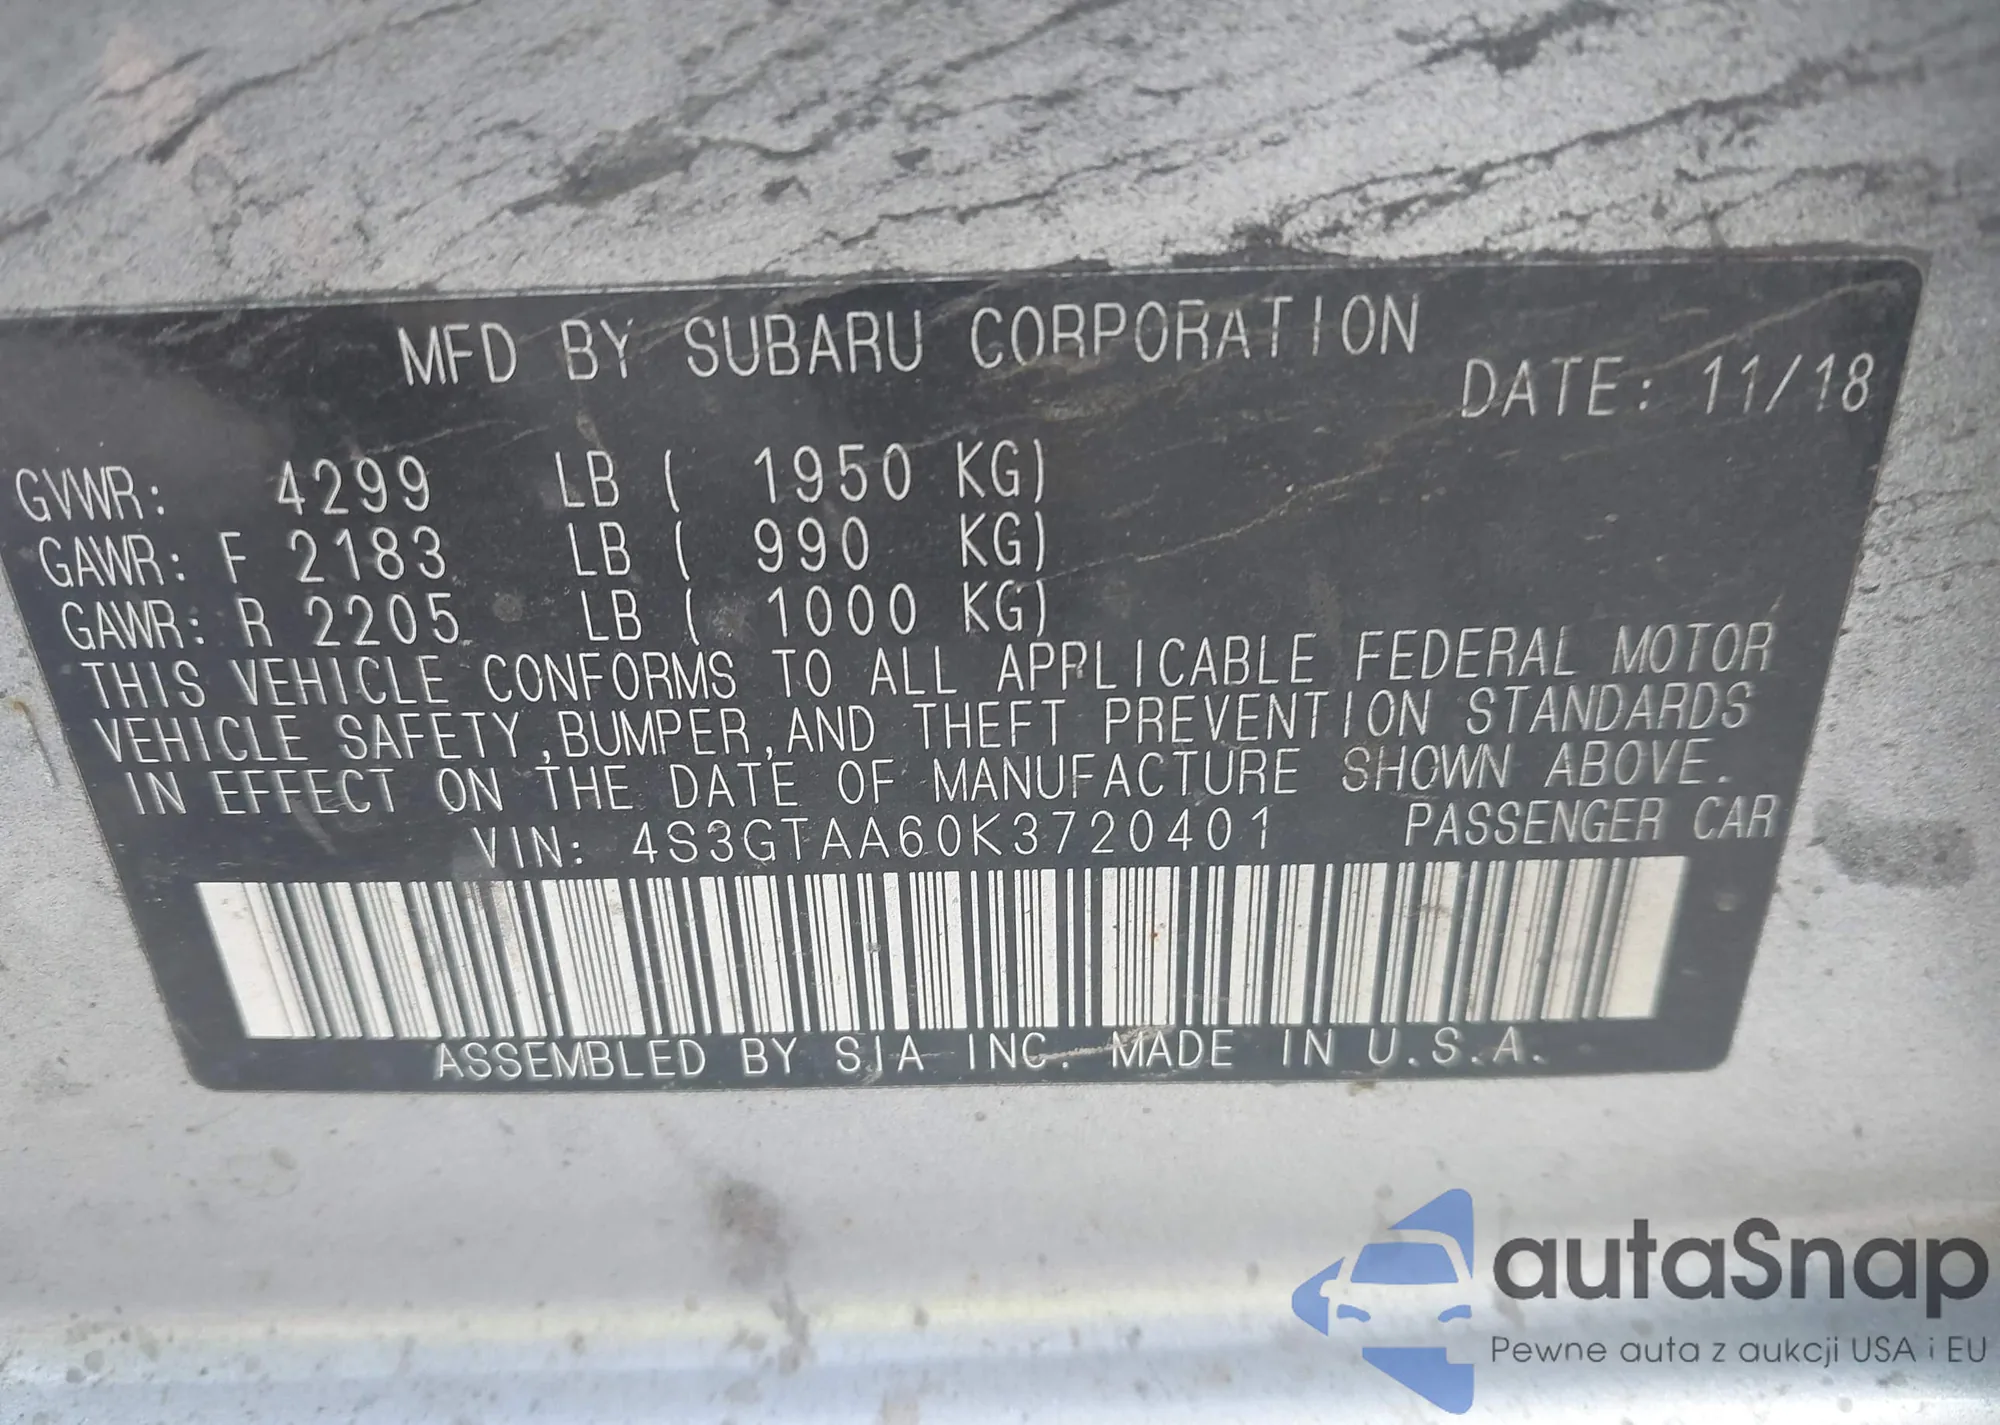 MFD BY SUBARU CORPORATION
DATE: 11/18
GVWR: 4299 LB ( 1950 KG)
GAWR: F 2183 LB ( 990 KG)
GAWR: R 2205 LB ( 1000 KG)
THIS VEHICLE CONFORMS TO ALL APPLICABLE FEDERAL MOTOR
VEHICLE SAFETY,BUMPER,AND THEFT PREVENTION STANDARDS
IN EFFECT ON THE DATE OF MANUFACTURE SHOWN ABOVE.
VIN: 4S3GTAA60K3720401 PASSENGER CAR
ASSEMBLED BY SIA INC. MADE IN U.S.A.
autaSnap
Pewne auta z aukcji USA i EU